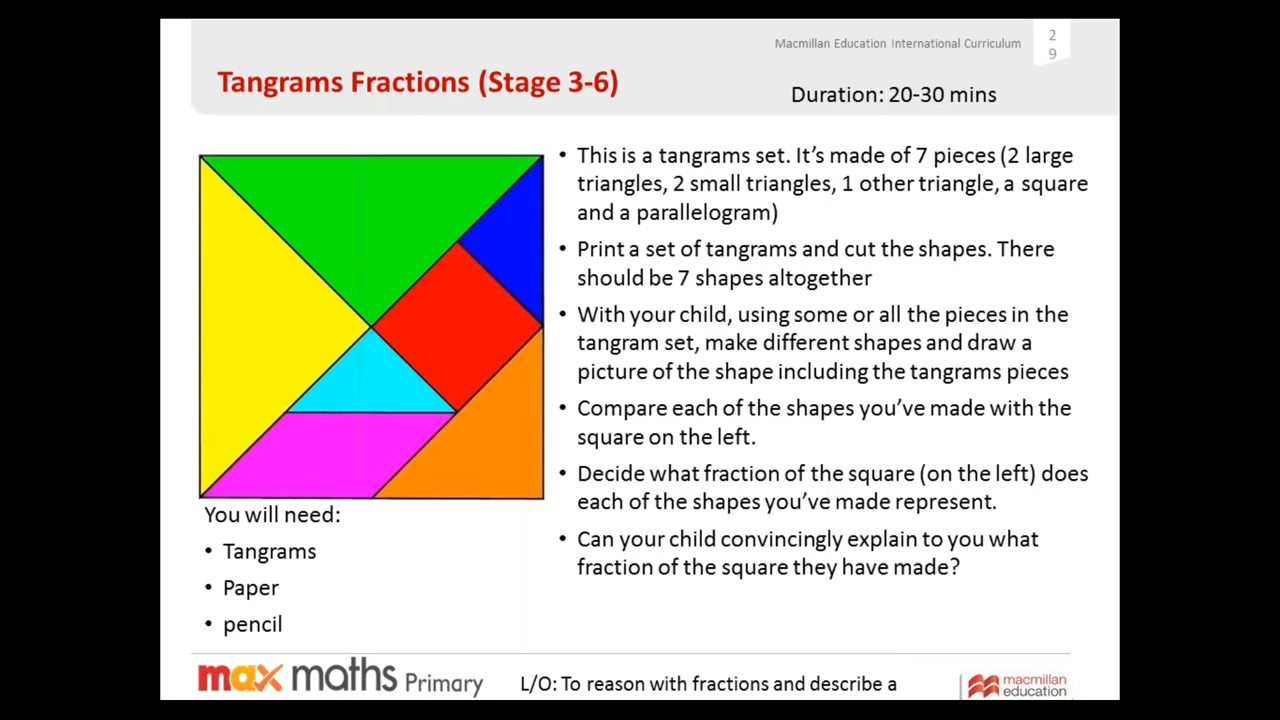 Macmillan Education International Curriculum
2
9
Tangrams Fractions (Stage 3-6)
Duration: 20-30 mins
• This is a tangrams set. It's made of 7 pieces (2 large
triangles, 2 small triangles, 1 other triangle, a square
and a parallelogram)
• Print a set of tangrams and cut the shapes. There
should be 7 shapes altogether
• With your child, using some or all the pieces in the
tangram set, make different shapes and draw a
picture of the shape including the tangrams pieces
• Compare each of the shapes you've made with the
square on the left.
• Decide what fraction of the square (on the left) does
each of the shapes you've made represent.
• Can your child convincingly explain to you what
fraction of the square they have made?
You will need:
• Tangrams
• Paper
• pencil
max maths Primary
L/O: To reason with fractions and describe a
macmillan
education